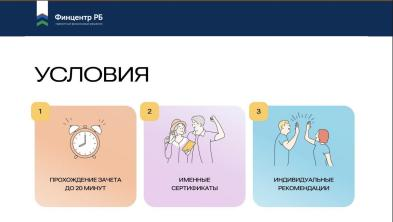 Финцентр РБ
УСЛОВИЯ
1
2
3
ПРОХОЖДЕНИЕ ЗАЧЕТА
ДО 20 МИНУТ
ИМЕННЫЕ
СЕРТИФИКАТЫ
ИНДИВИДУАЛЬНЫЕ
РЕКОМЕНДАЦИИ